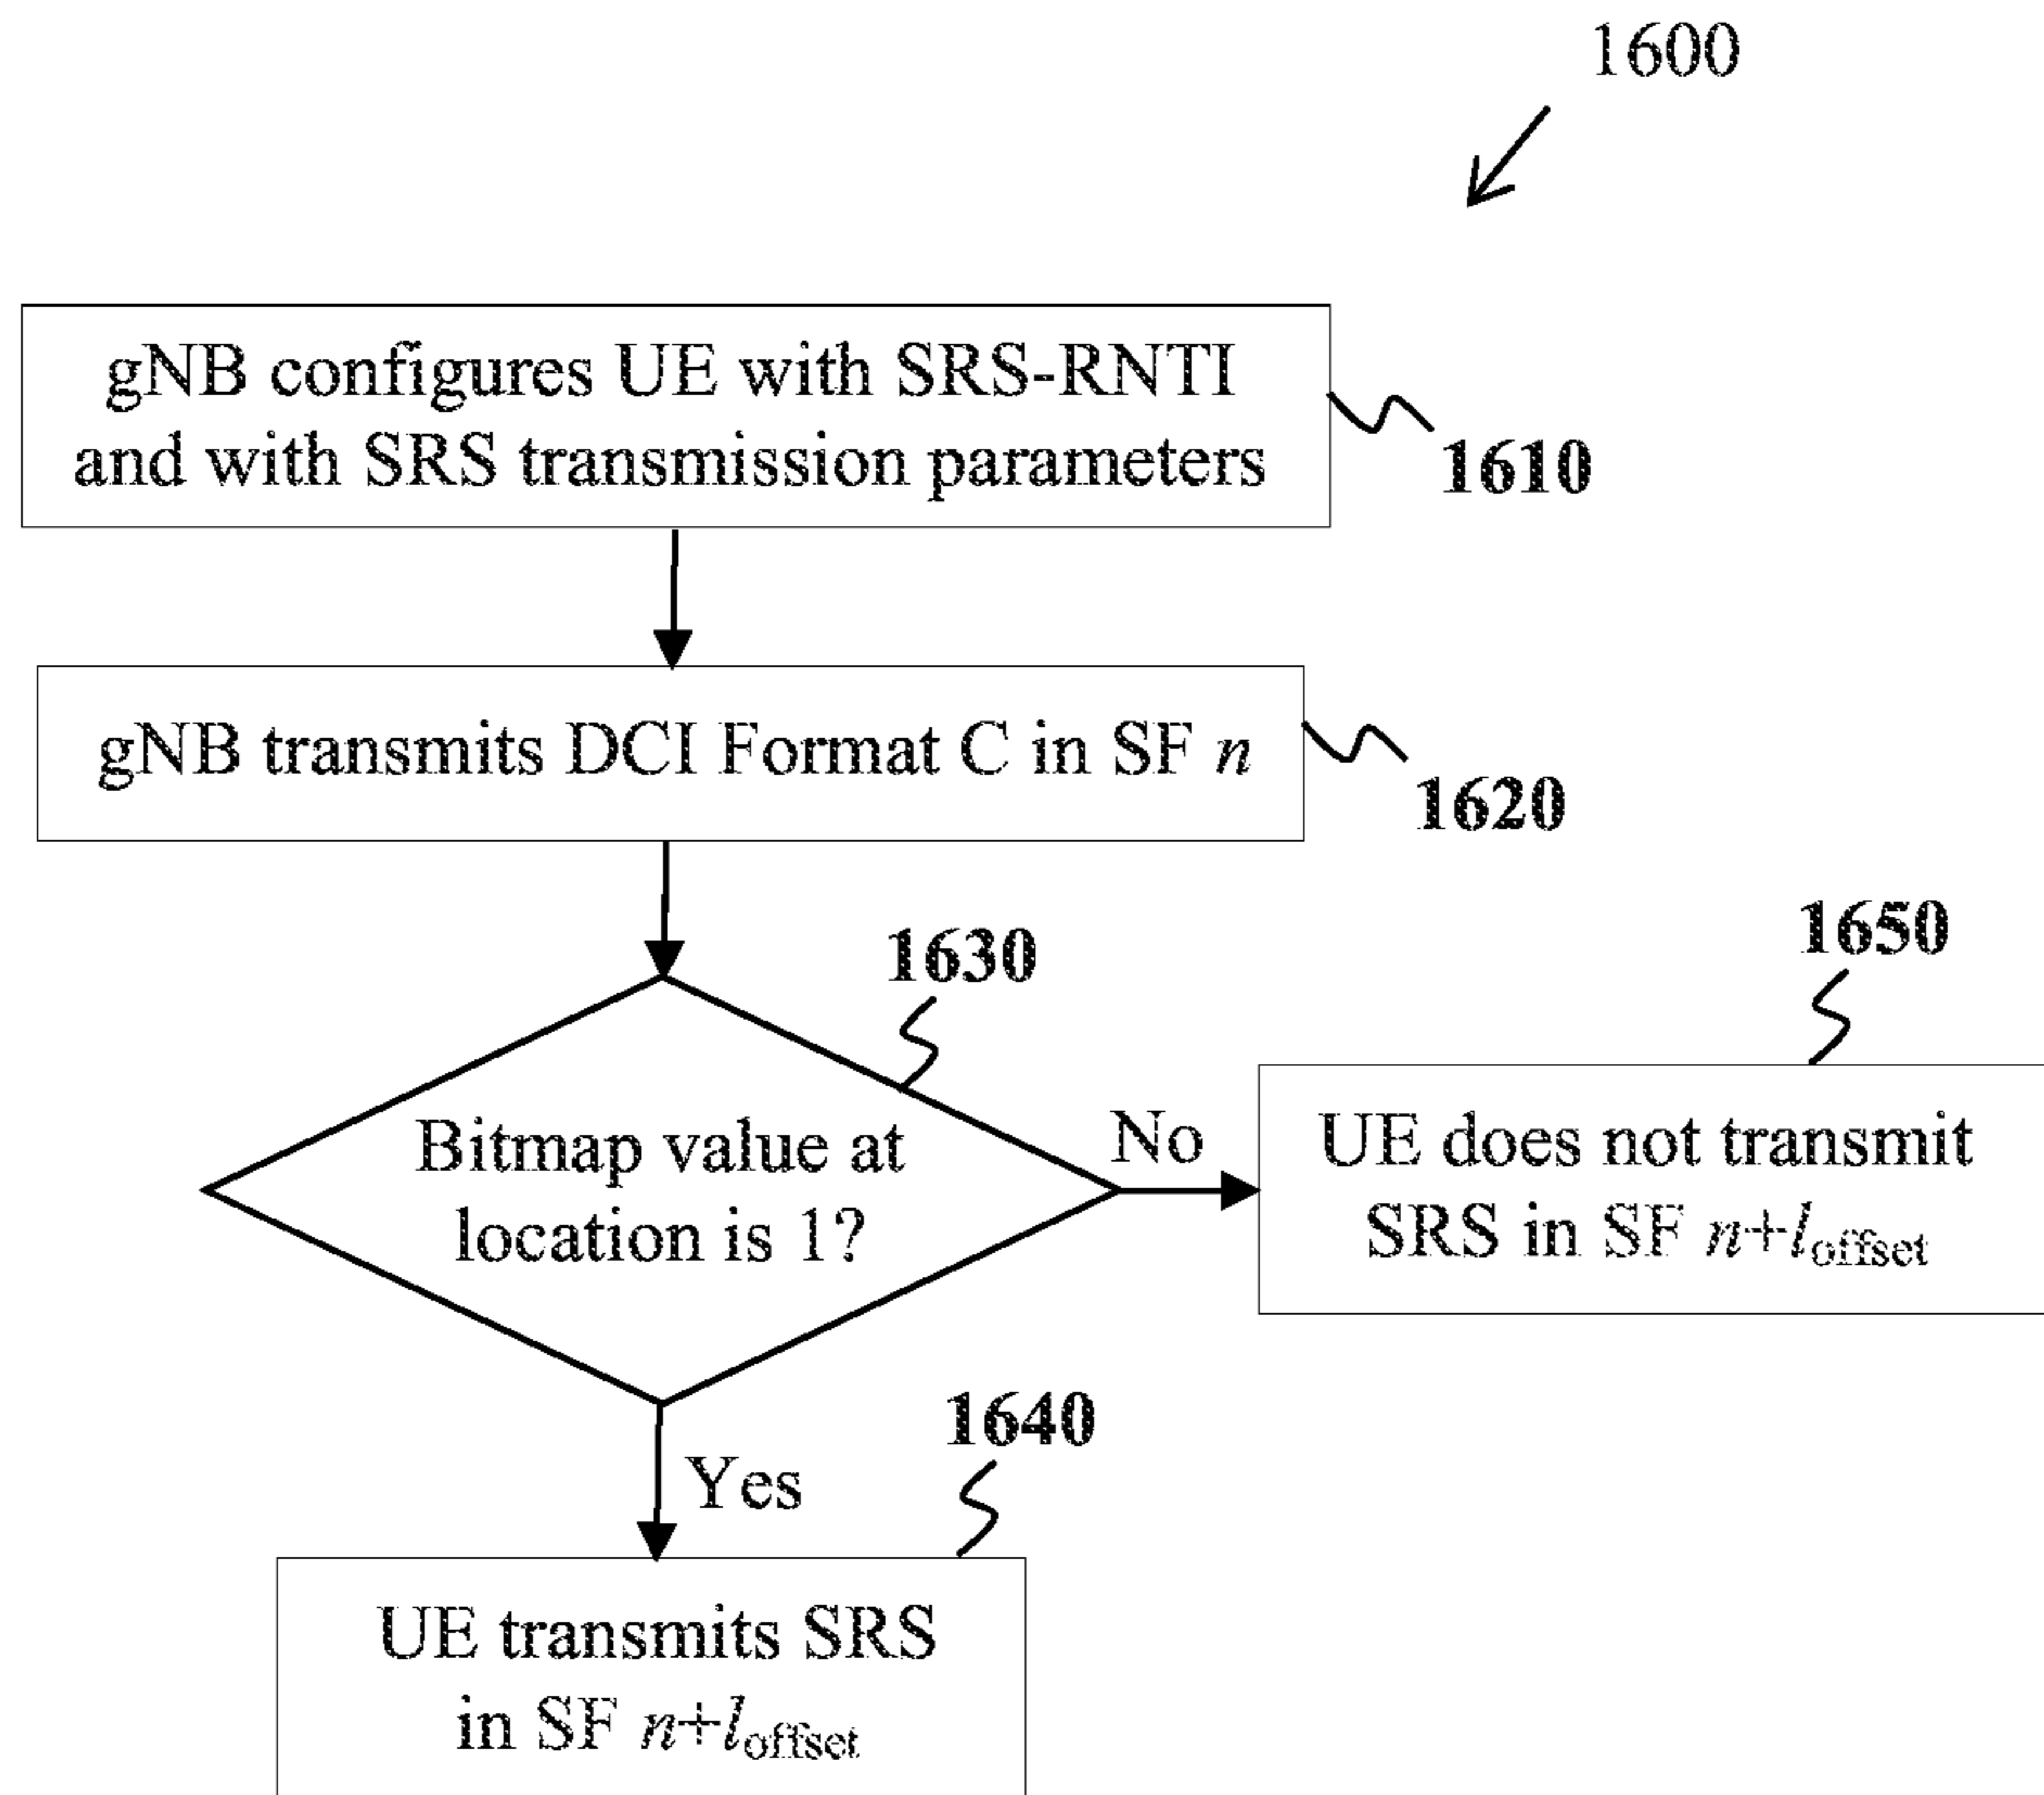 1600
gNB configures UE with SRS-RNTI
and with SRS transmission parameters
1610
gNB transmits DCI Format C in SF n
1620
1630
1650
Bitmap value at
location is 1?
No
UE does not transmit
SRS in SF n+l_offset
Yes
1640
UE transmits SRS
in SF n+l_offset